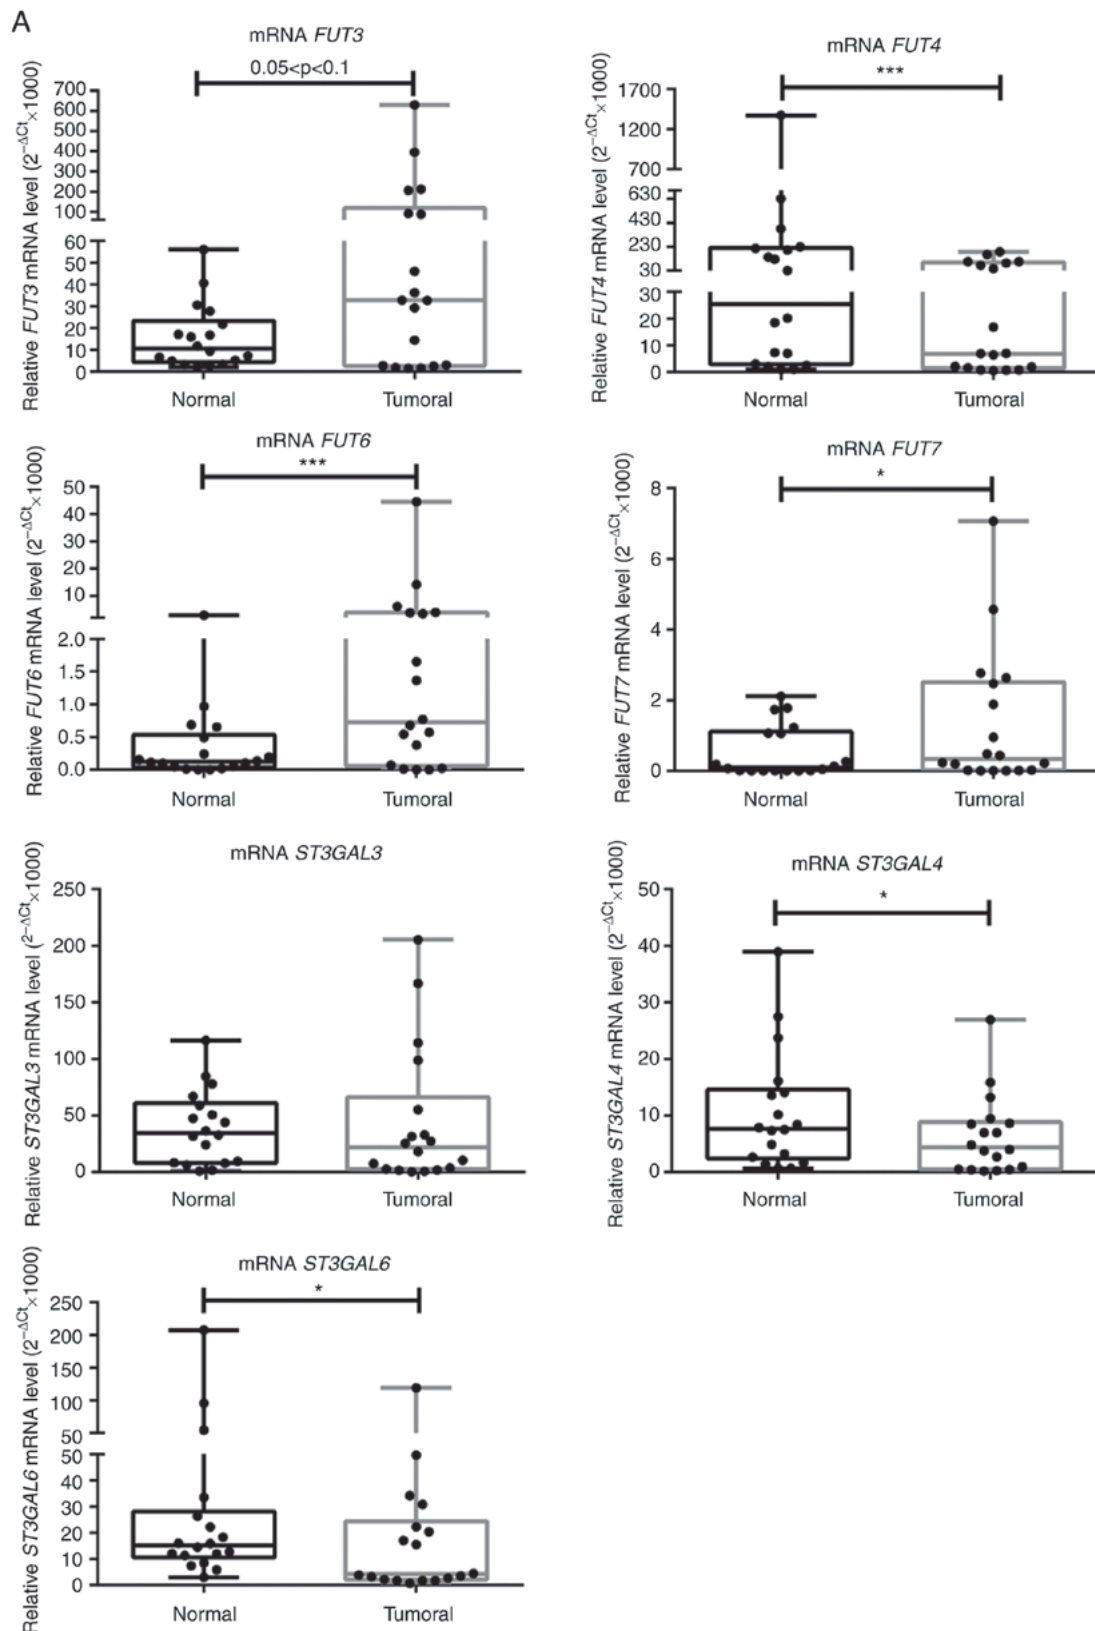 A
mRNA FUT3
0.05<p<0.1
Relative FUT3 mRNA level (2⁻ΔCt×1000)
700
600
500
400
300
200
100
60
50
40
30
20
10
0
Normal
Tumoral
mRNA FUT4
***
Relative FUT4 mRNA level (2⁻ΔCt×1000)
1700
1200
700
630
430
230
30
30
20
10
0
Normal
Tumoral
mRNA FUT6
***
Relative FUT6 mRNA level (2⁻ΔCt×1000)
50
40
30
20
10
2.0
1.5
1.0
0.5
0.0
Normal
Tumoral
mRNA FUT7
*
Relative FUT7 mRNA level (2⁻ΔCt×1000)
8
6
4
2
0
Normal
Tumoral
mRNA ST3GAL3
Relative ST3GAL3 mRNA level (²⁻ΔCt×1000)
250
200
150
100
50
0
Normal
Tumoral
mRNA ST3GAL4
*
Relative ST3GAL4 mRNA level (2⁻ΔCt×1000)
50
40
30
20
10
0
Normal
Tumoral
mRNA ST3GAL6
*
Relative ST3GAL6 mRNA level (2⁻ΔCt×1000)
250
200
150
100
50
50
40
30
20
10
0
Normal
Tumoral